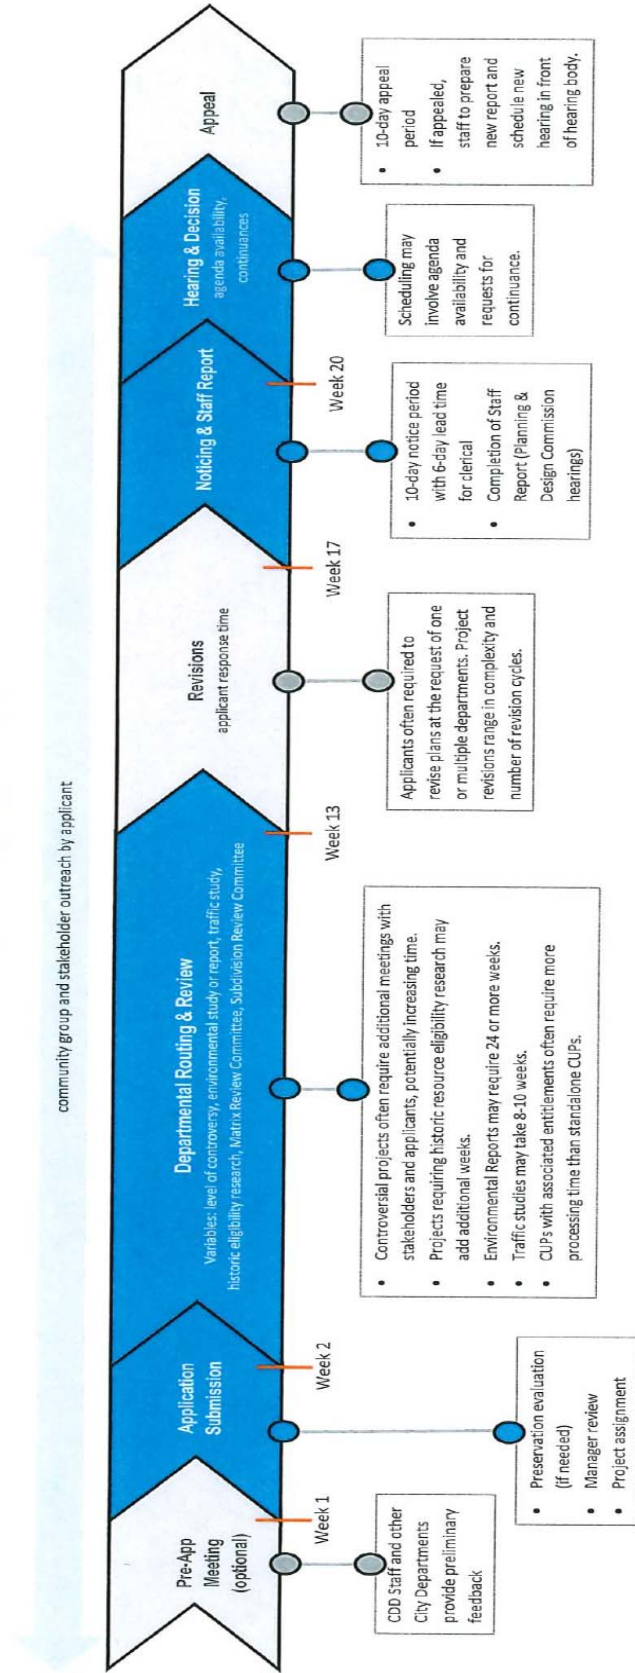 community group and stakeholder outreach by applicant
Pre-App
Meeting
(optional)
Application
Submission
Departmental Routing & Review
Variables: level of controversy, environmental study or report, traffic study,
historic eligibility research, Matrix Review Committee, Subdivision Review Committee
Revisions
applicant response time
Noticing & Staff Report
Hearing & Decision
agenda availability,
continuances
Appeal
Week 1
Week 2
Week 13
Week 17
Week 20
CDD Staff and other
City Departments
provide preliminary
feedback
• Preservation evaluation
(if needed)
• Manager review
• Project assignment
• Controversial projects often require additional meetings with
stakeholders and applicants, potentially increasing time.
• Projects requiring historic resource eligibility research may
add additional weeks.
• Environmental Reports may require 24 or more weeks.
• Traffic studies may take 8-10 weeks.
• CUPs with associated entitlements often require more
processing time than standalone CUPs.
Applicants often required to
revise plans at the request of one
or multiple departments. Project
revisions range in complexity and
number of revision cycles.
• 10-day notice period
with 6-day lead time
for clerical
• Completion of Staff
Report (Planning &
Design Commission
hearings)
Scheduling may
involve agenda
availability and
requests for
continuance.
• 10-day appeal
period
• If appealed,
staff to prepare
new report and
schedule new
hearing in front
of hearing body.